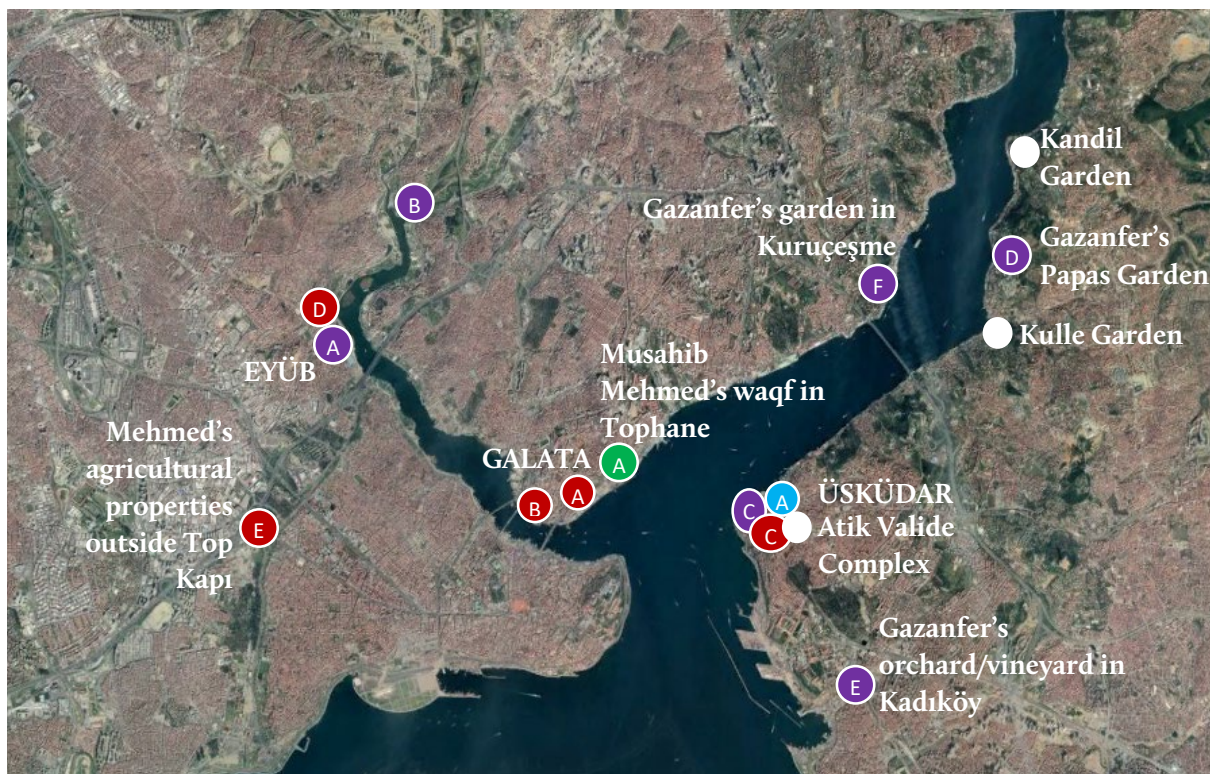 Kandil
Garden
B
Gazanfer’s garden in
Kuruçeşme
F
D
Gazanfer’s
Papas Garden
D
A
EYÜB
Kulle Garden
Musahib
Mehmed’s waqf in
Tophane
A
GALATA
B
A
Mehmed’s
agricultural
properties
outside Top
Kapı
E
C
A
C
ÜSKÜDAR
Atik Valide
Complex
Gazanfer’s
orchard/vineyard in
Kadıköy
E